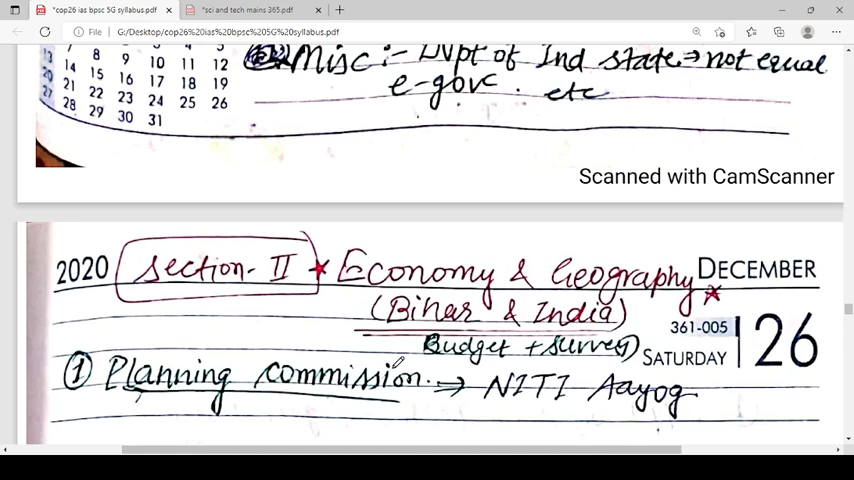 *cop26 ias bpsc 5G syllabus.pdf
*sci and tech mains 365.pdf
File
G:/Desktop/cop26%20ias%20bpsc%205G%20syllabus.pdf
8 9 10 11 12
13 14 15 16 17 18 19
20 21 22 23 24 25 26
27 28 29 30 31
Misc :- Dvpt of Ind state ⇒ not equal
e-govc. etc
Scanned with CamScanner
2020 Section-II * Economy & Geography DECEMBER
(Bihar & India) *
361-005
Budget + survey)
SATURDAY 26
① Planning commission. → NITI Aayog